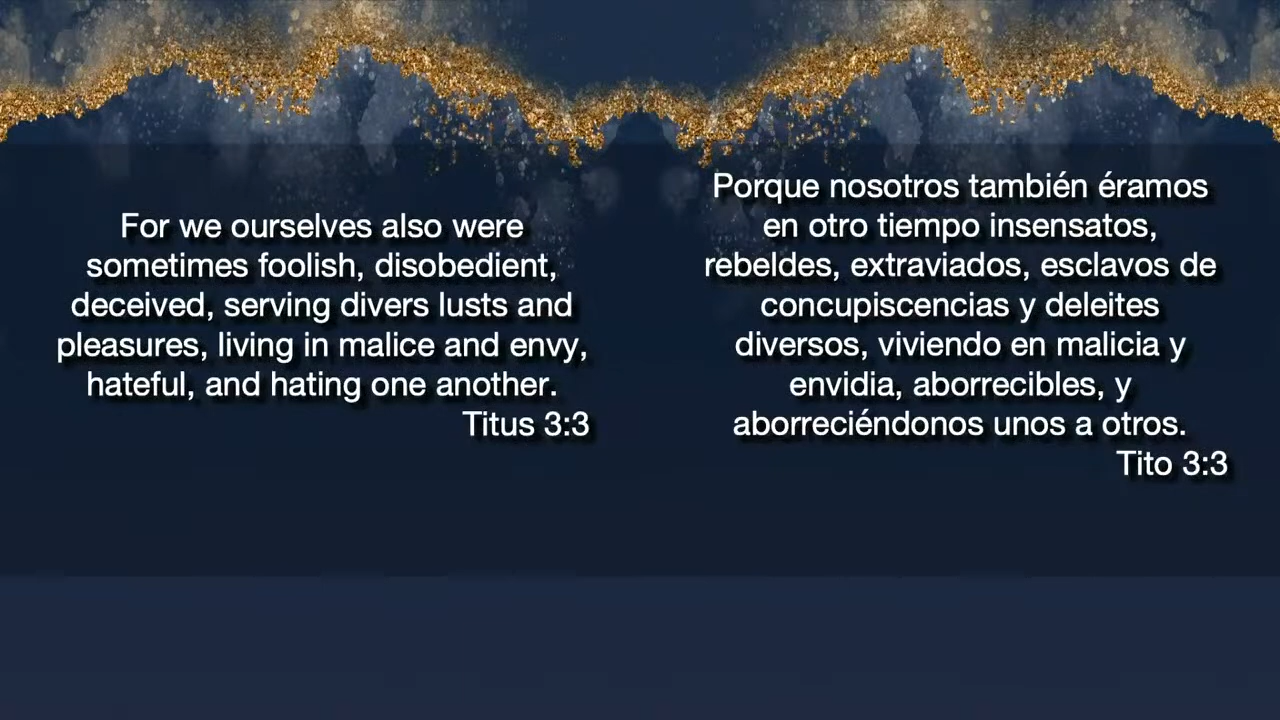 For we ourselves also were
sometimes foolish, disobedient,
deceived, serving divers lusts and
pleasures, living in malice and envy,
hateful, and hating one another.
Titus 3:3
Porque nosotros también éramos
en otro tiempo insensatos,
rebeldes, extraviados, esclavos de
concupiscencias y deleites
diversos, viviendo en malicia y
envidia, aborrecibles, y
aborreciéndonos unos a otros.
Tito 3:3